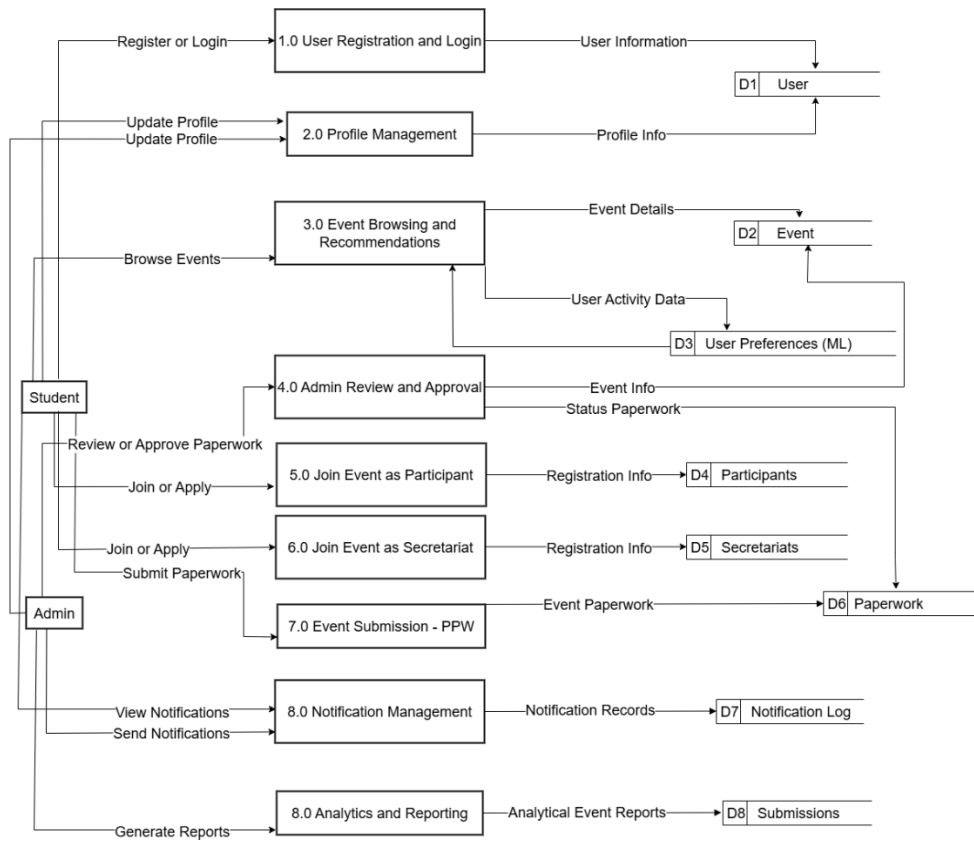 Register or Login
1.0 User Registration and Login
User Information
D1 User
Update Profile
Update Profile
2.0 Profile Management
Profile Info
3.0 Event Browsing and
Recommendations
Event Details
D2 Event
Browse Events
User Activity Data
D3 User Preferences (ML)
Student
4.0 Admin Review and Approval
Event Info
Status Paperwork
Review or Approve Paperwork
Join or Apply
5.0 Join Event as Participant
Registration Info
D4 Participants
Join or Apply
6.0 Join Event as Secretariat
Registration Info
D5 Secretariats
Submit Paperwork
Admin
7.0 Event Submission - PPW
Event Paperwork
D6 Paperwork
View Notifications
Send Notifications
8.0 Notification Management
Notification Records
D7 Notification Log
Generate Reports
8.0 Analytics and Reporting
Analytical Event Reports
D8 Submissions